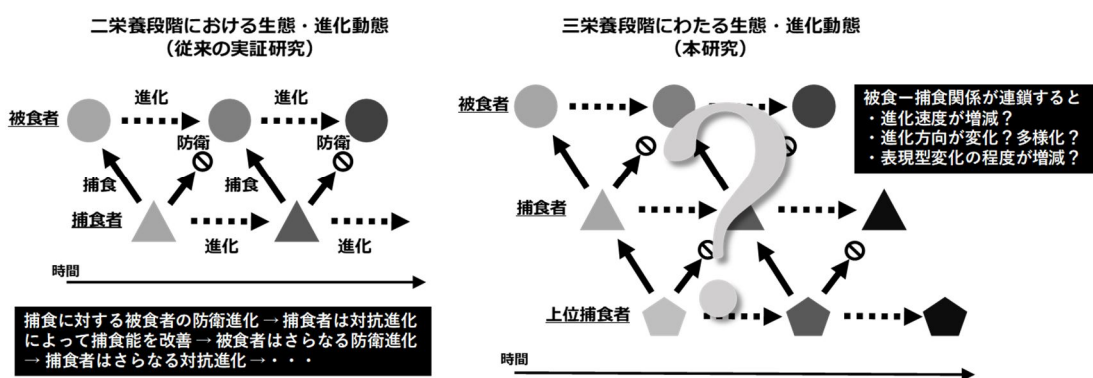 二栄養段階における生態・進化動態
（従来の実証研究）
被食者
進化
進化
防衛
防衛
捕食
捕食
捕食者
進化
進化
時間
捕食に対する被食者の防衛進化 → 捕食者は対抗進化
によって捕食能を改善 → 被食者はさらなる防衛進化
→ 捕食者はさらなる対抗進化 →・・・
三栄養段階にわたる生態・進化動態
（本研究）
被食者
捕食者
上位捕食者
?
時間
被食ー捕食関係が連鎖すると
・進化速度が増減？
・進化方向が変化？多様化？
・表現型変化の程度が増減？